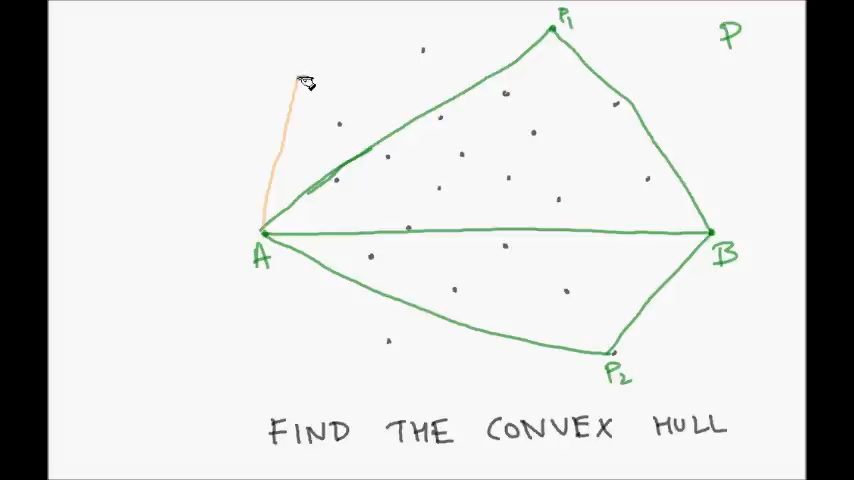 P1
P
A
B
P2
FIND THE CONVEX HULL